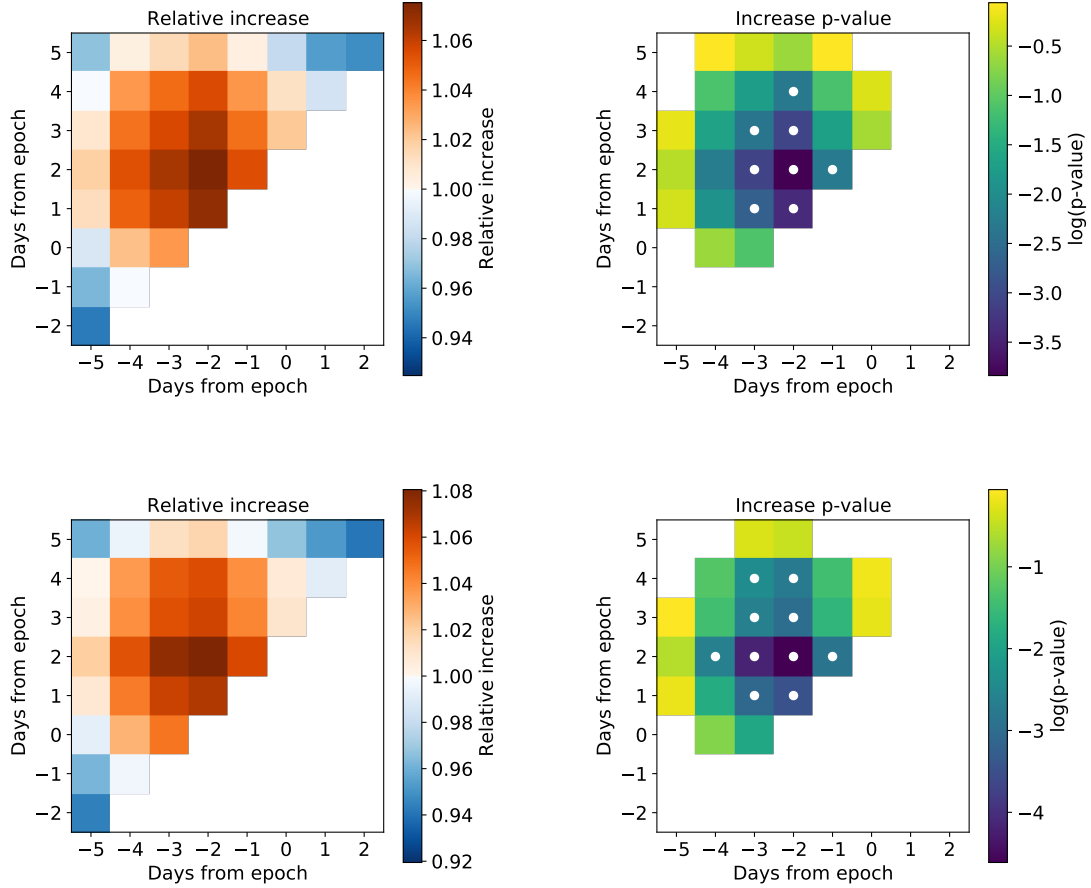 Relative increase
5
4
3
2
1
0
−1
−2
Days from epoch
−5 −4 −3 −2 −1 0 1 2
Days from epoch
1.06
1.04
1.02
1.00
0.98
0.96
0.94
Relative increase
Increase p-value
5
4
3
2
1
0
−1
−2
Days from epoch
−5 −4 −3 −2 −1 0 1 2
Days from epoch
−0.5
−1.0
−1.5
−2.0
−2.5
−3.0
−3.5
log(p-value)
Relative increase
5
4
3
2
1
0
−1
−2
Days from epoch
−5 −4 −3 −2 −1 0 1 2
Days from epoch
1.08
1.06
1.04
1.02
1.00
0.98
0.96
0.94
0.92
Relative increase
Increase p-value
5
4
3
2
1
0
−1
−2
Days from epoch
−5 −4 −3 −2 −1 0 1 2
Days from epoch
−1
−2
−3
−4
log(p-value)